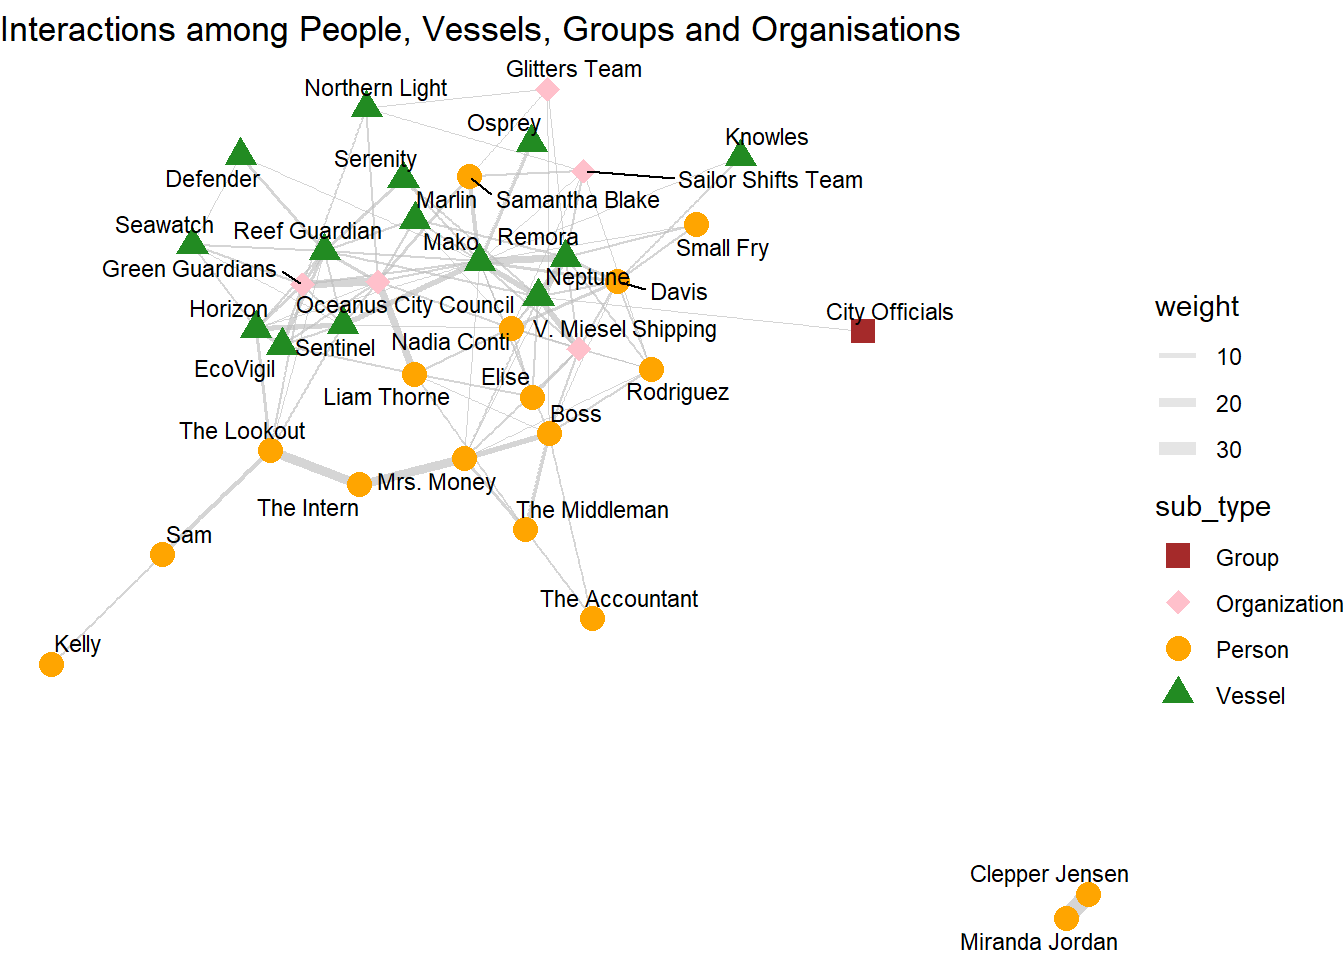 Interactions among People, Vessels, Groups and Organisations
Glitters Team
Northern Light
Osprey
Knowles
Serenity
Defender
Sailor Shifts Team
Marlin
Samantha Blake
Seawatch
Reef Guardian
Mako
Remora
Small Fry
Green Guardians
Neptune
Davis
Horizon
Oceanus City Council
City Officials
V. Miesel Shipping
Nadia Conti
Sentinel
EcoVigil
Elise
Liam Thorne
Rodriguez
Boss
The Lookout
Mrs. Money
The Intern
The Middleman
Sam
The Accountant
Kelly
Clepper Jensen
Miranda Jordan
weight
10
20
30
sub_type
Group
Organization
Person
Vessel